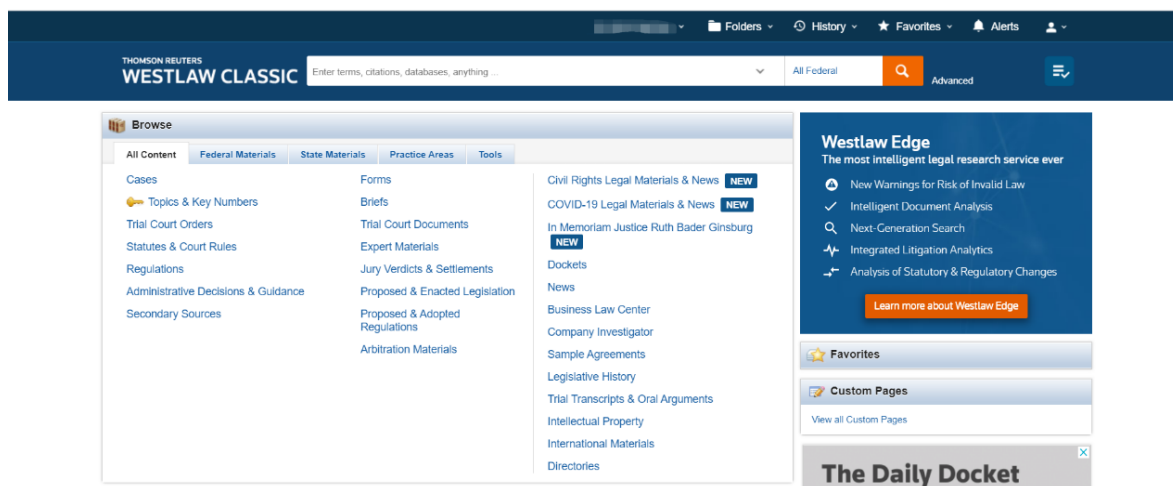 Folders
History
Favorites
Alerts
THOMSON REUTERS
WESTLAW CLASSIC
Enter terms, citations, databases, anything ...
All Federal
Advanced
Browse
All Content
Federal Materials
State Materials
Practice Areas
Tools
Cases
Topics & Key Numbers
Trial Court Orders
Statutes & Court Rules
Regulations
Administrative Decisions & Guidance
Secondary Sources
Forms
Briefs
Trial Court Documents
Expert Materials
Jury Verdicts & Settlements
Proposed & Enacted Legislation
Proposed & Adopted
Regulations
Arbitration Materials
Civil Rights Legal Materials & News NEW
COVID-19 Legal Materials & News NEW
In Memoriam Justice Ruth Bader Ginsburg
NEW
Dockets
News
Business Law Center
Company Investigator
Sample Agreements
Legislative History
Trial Transcripts & Oral Arguments
Intellectual Property
International Materials
Directories
Westlaw Edge
The most intelligent legal research service ever
New Warnings for Risk of Invalid Law
Intelligent Document Analysis
Next-Generation Search
Integrated Litigation Analytics
Analysis of Statutory & Regulatory Changes
Learn more about Westlaw Edge
Favorites
Custom Pages
View all Custom Pages
The Daily Docket